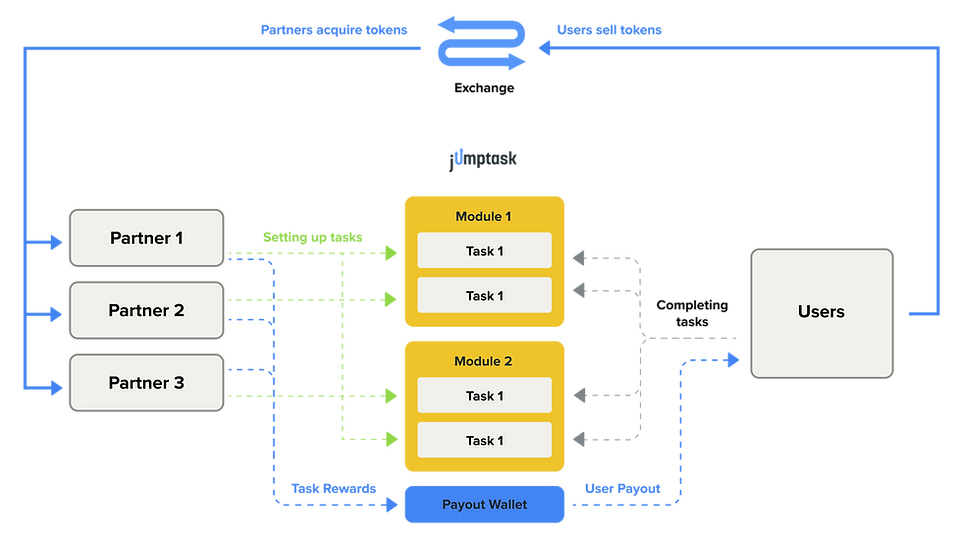 Partners acquire tokens
Users sell tokens
Exchange
jumptask
Partner 1
Partner 2
Partner 3
Setting up tasks
Module 1
Task 1
Task 1
Module 2
Task 1
Task 1
Completing
tasks
Users
Task Rewards
Payout Wallet
User Payout